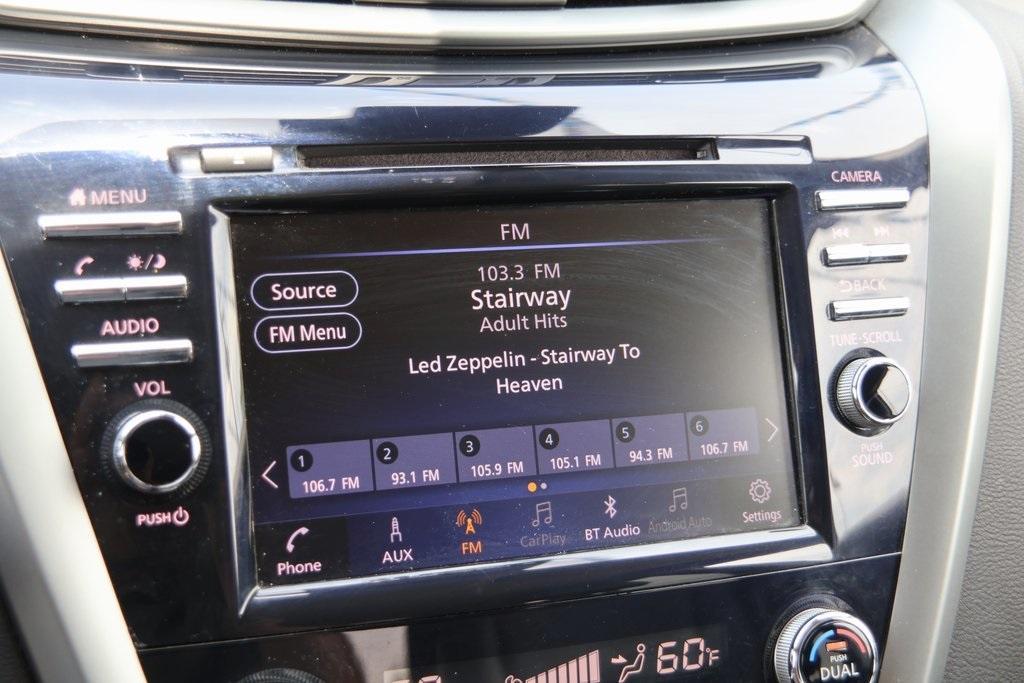 MENU
CAMERA
AUDIO
VOL
PUSH
FM
Source
FM Menu
103.3 FM
Stairway
Adult Hits
Led Zeppelin - Stairway To
Heaven
1 2 3 4 5 6
106.7 FM 93.1 FM 105.9 FM 105.1 FM 94.3 FM 106.7 FM
Phone AUX FM CarPlay BT Audio Android Auto Settings
BACK
TUNE·SCROLL
PUSH
SOUND
60°F
PUSH
DUAL